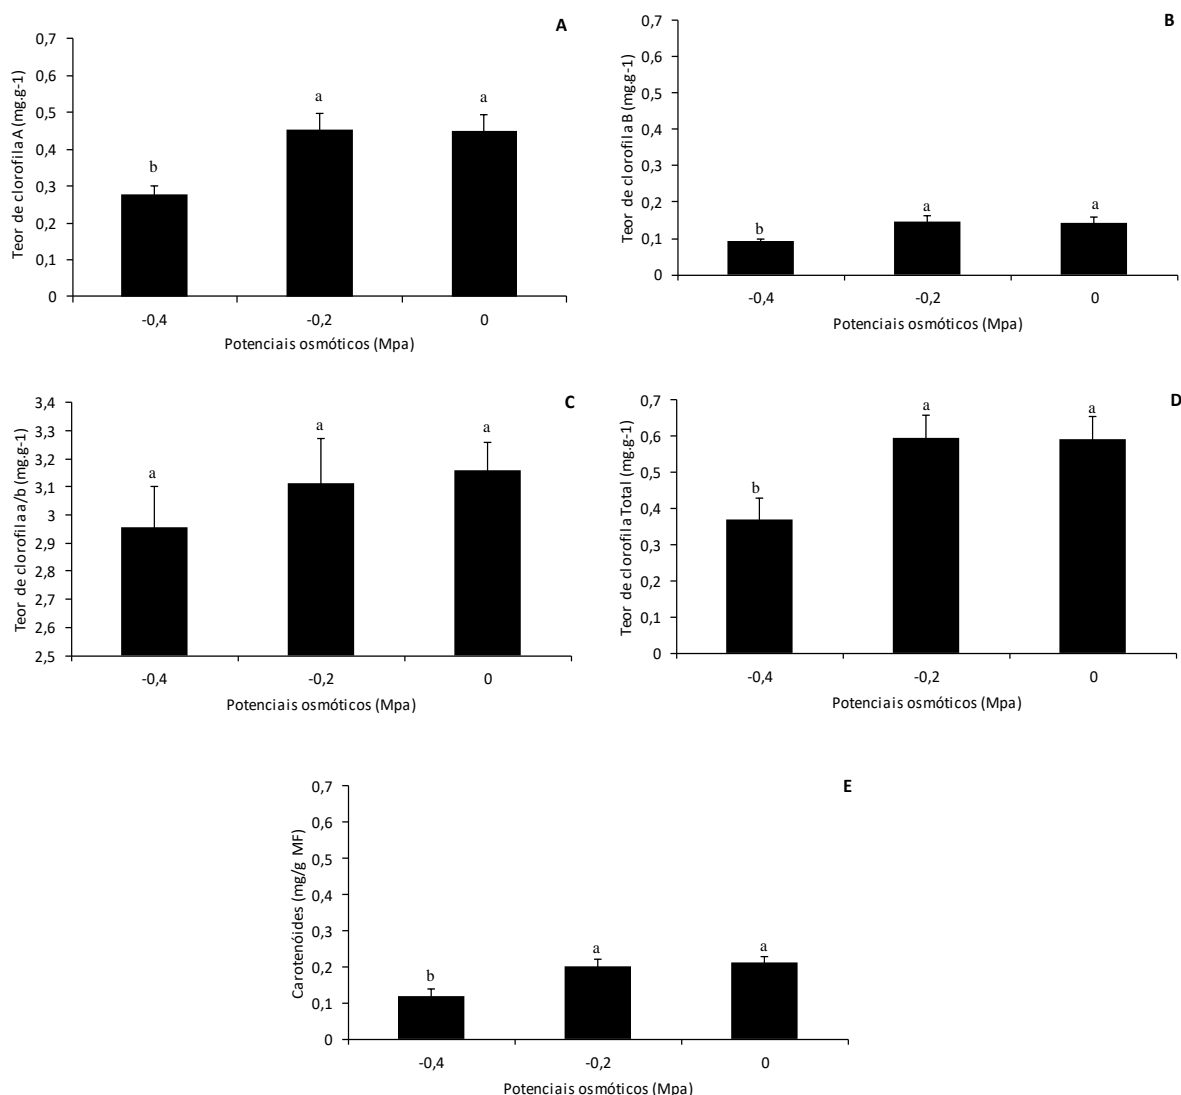 A
Teor de clorofila A (mg.g-1)
0,7
0,6
0,5
0,4
0,3
0,2
0,1
0
b
a
a
-0,4
-0,2
0
Potenciais osmóticos (Mpa)
B
Teor de clorofila B (mg.g-1)
0,7
0,6
0,5
0,4
0,3
0,2
0,1
0
b
a
a
-0,4
-0,2
0
Potenciais osmóticos (Mpa)
C
Teor de clorofila a/b (mg.g-1)
3,4
3,3
3,2
3,1
3
2,9
2,8
2,7
2,6
2,5
a
a
a
-0,4
-0,2
0
Potenciais osmóticos (Mpa)
D
Teor de clorofila Total (mg.g-1)
0,7
0,6
0,5
0,4
0,3
0,2
0,1
0
b
a
a
-0,4
-0,2
0
Potenciais osmóticos (Mpa)
E
Carotenóides (mg/g MF)
0,7
0,6
0,5
0,4
0,3
0,2
0,1
0
b
a
a
-0,4
-0,2
0
Potenciais osmóticos (Mpa)